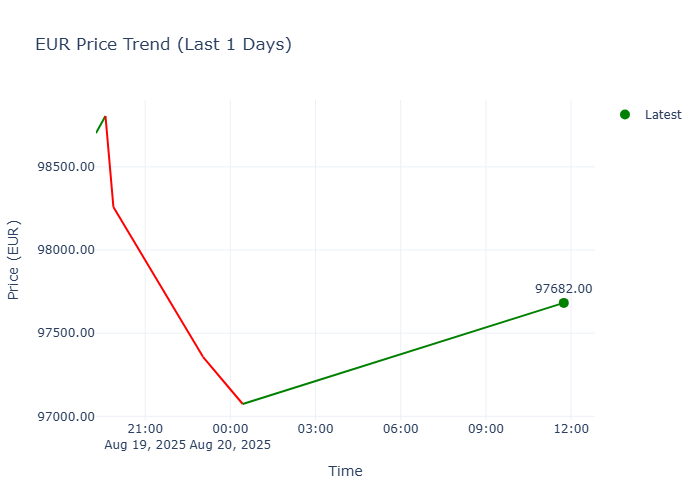 EUR Price Trend (Last 1 Days)
Latest
98500.00
98000.00
97500.00
97000.00
Price (EUR)
97682.00
21:00 00:00 03:00 06:00 09:00 12:00
Aug 19, 2025 Aug 20, 2025
Time